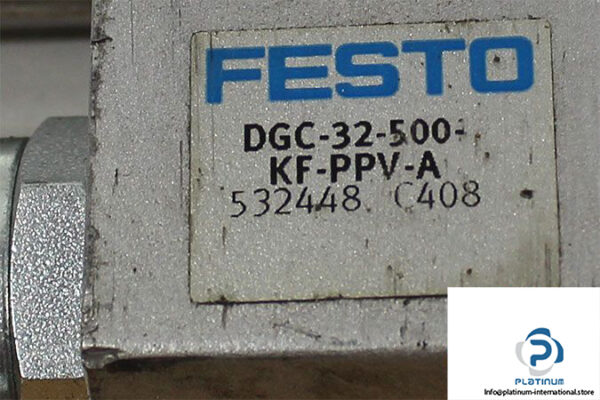 FESTO
DGC-32-500-
KF-PPV-A
532448 C408
PLATINUM
Info@platinum-international.store